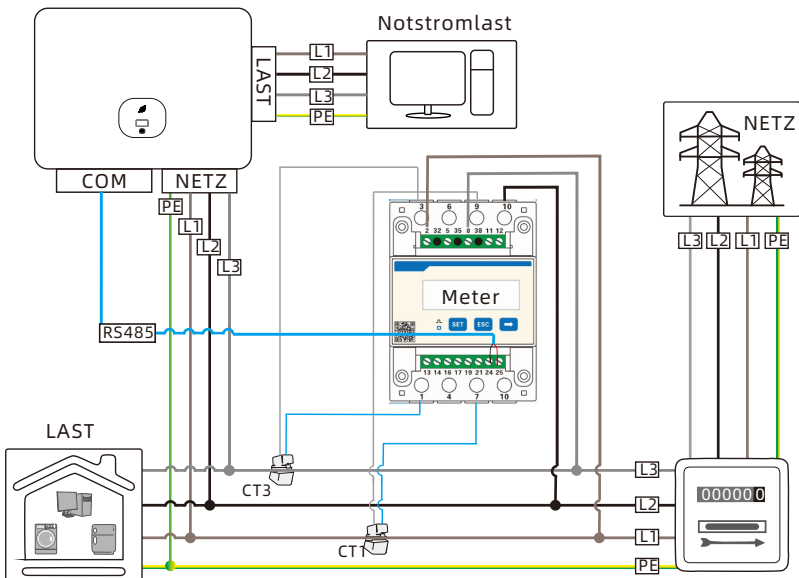 Notstromlast
L1
L2
L3
PE
LAST
COM
NETZ
PE
L1
L2
L3
NETZ
L3
L2
L1
PE
3 6 9 10
2 32 5 35 8 38 11 12
Meter
SET ESC
RS485
13 14 16 17 19 21 24 25
1 4 7 10
LAST
CT3
CT1
L3
L2
L1
PE
000000